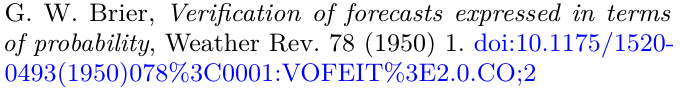 G. W. Brier, Verification of forecasts expressed in terms
of probability, Weather Rev. 78 (1950) 1. doi:10.1175/1520-
0493(1950)078%3C0001:VOFEIT%3E2.0.CO;2